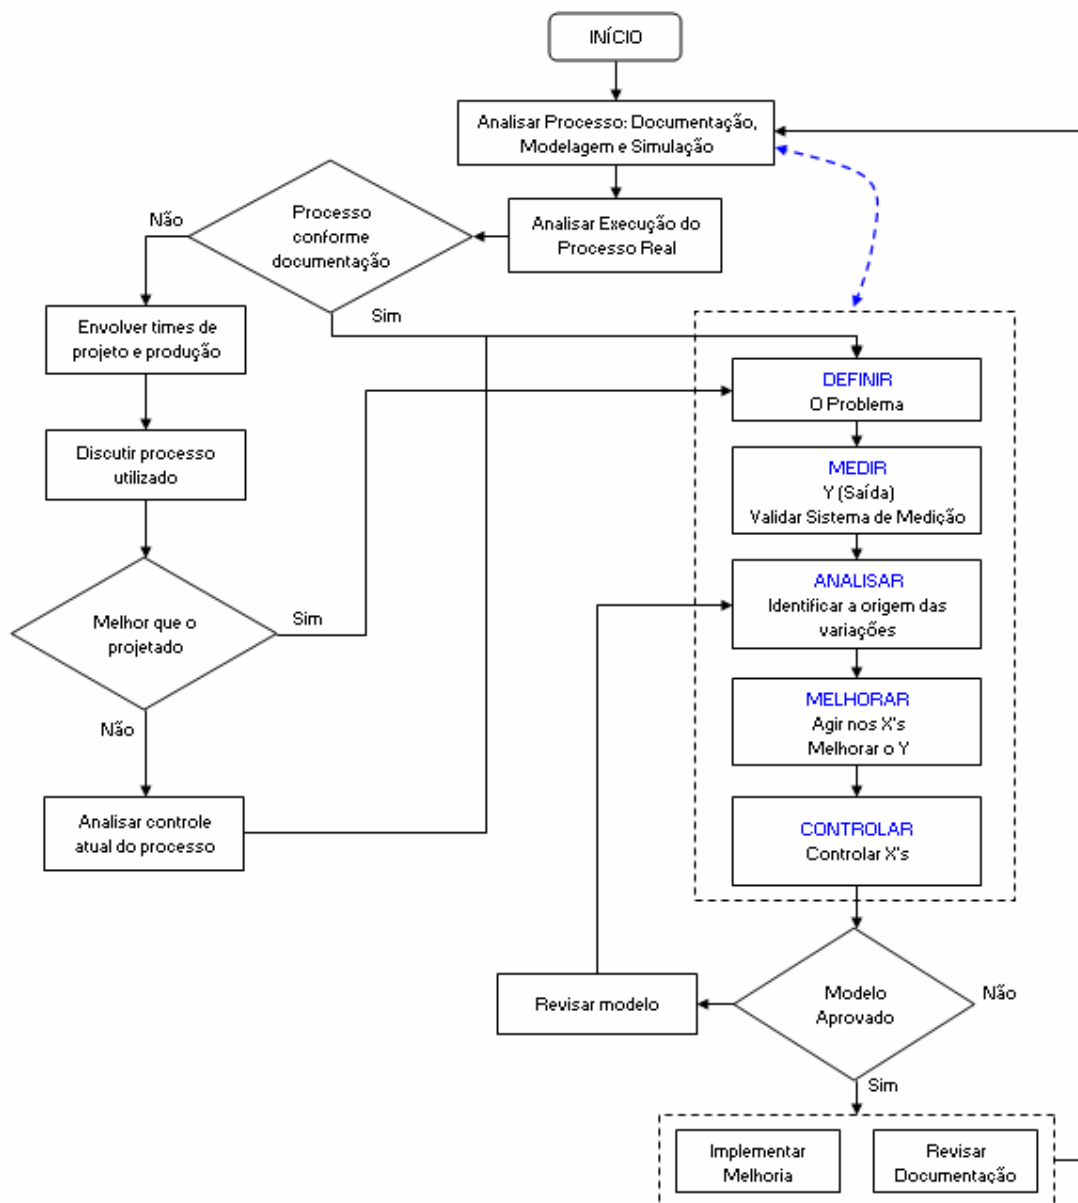 INÍCIO
Analisar Processo: Documentação,
Modelagem e Simulação
Analisar Execução do
Processo Real
Processo
conforme
documentação
Não
Sim
Envolver times de
projeto e produção
Discutir processo
utilizado
Melhor que o
projetado
Sim
Não
Analisar controle
atual do processo
DEFINIR
O Problema
MEDIR
Y (Saída)
Validar Sistema de Medição
ANALISAR
Identificar a origem das
variações
MELHORAR
Agir nos X's
Melhorar o Y
CONTROLAR
Controlar X's
Modelo
Aprovado
Não
Revisar modelo
Sim
Implementar
Melhoria
Revisar
Documentação